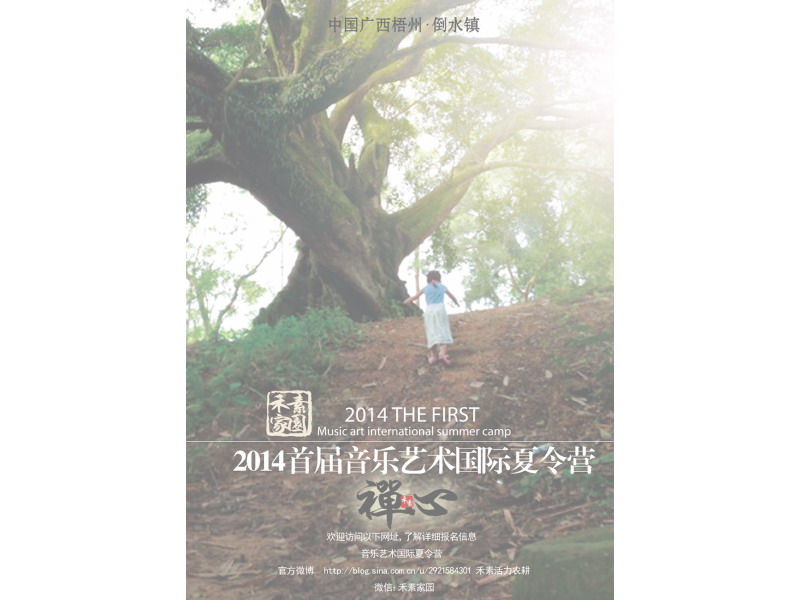 中国广西梧州·倒水镇
禾素
家园
2014 THE FIRST
Music art international summer camp
2014首届音乐艺术国际夏令营
禪心
欢迎访问以下网址, 了解详细报名信息
音乐艺术国际夏令营
官方微博 http://blog.sina.com.cn/u/2921584301 禾素活力农耕
微信: 禾素家园